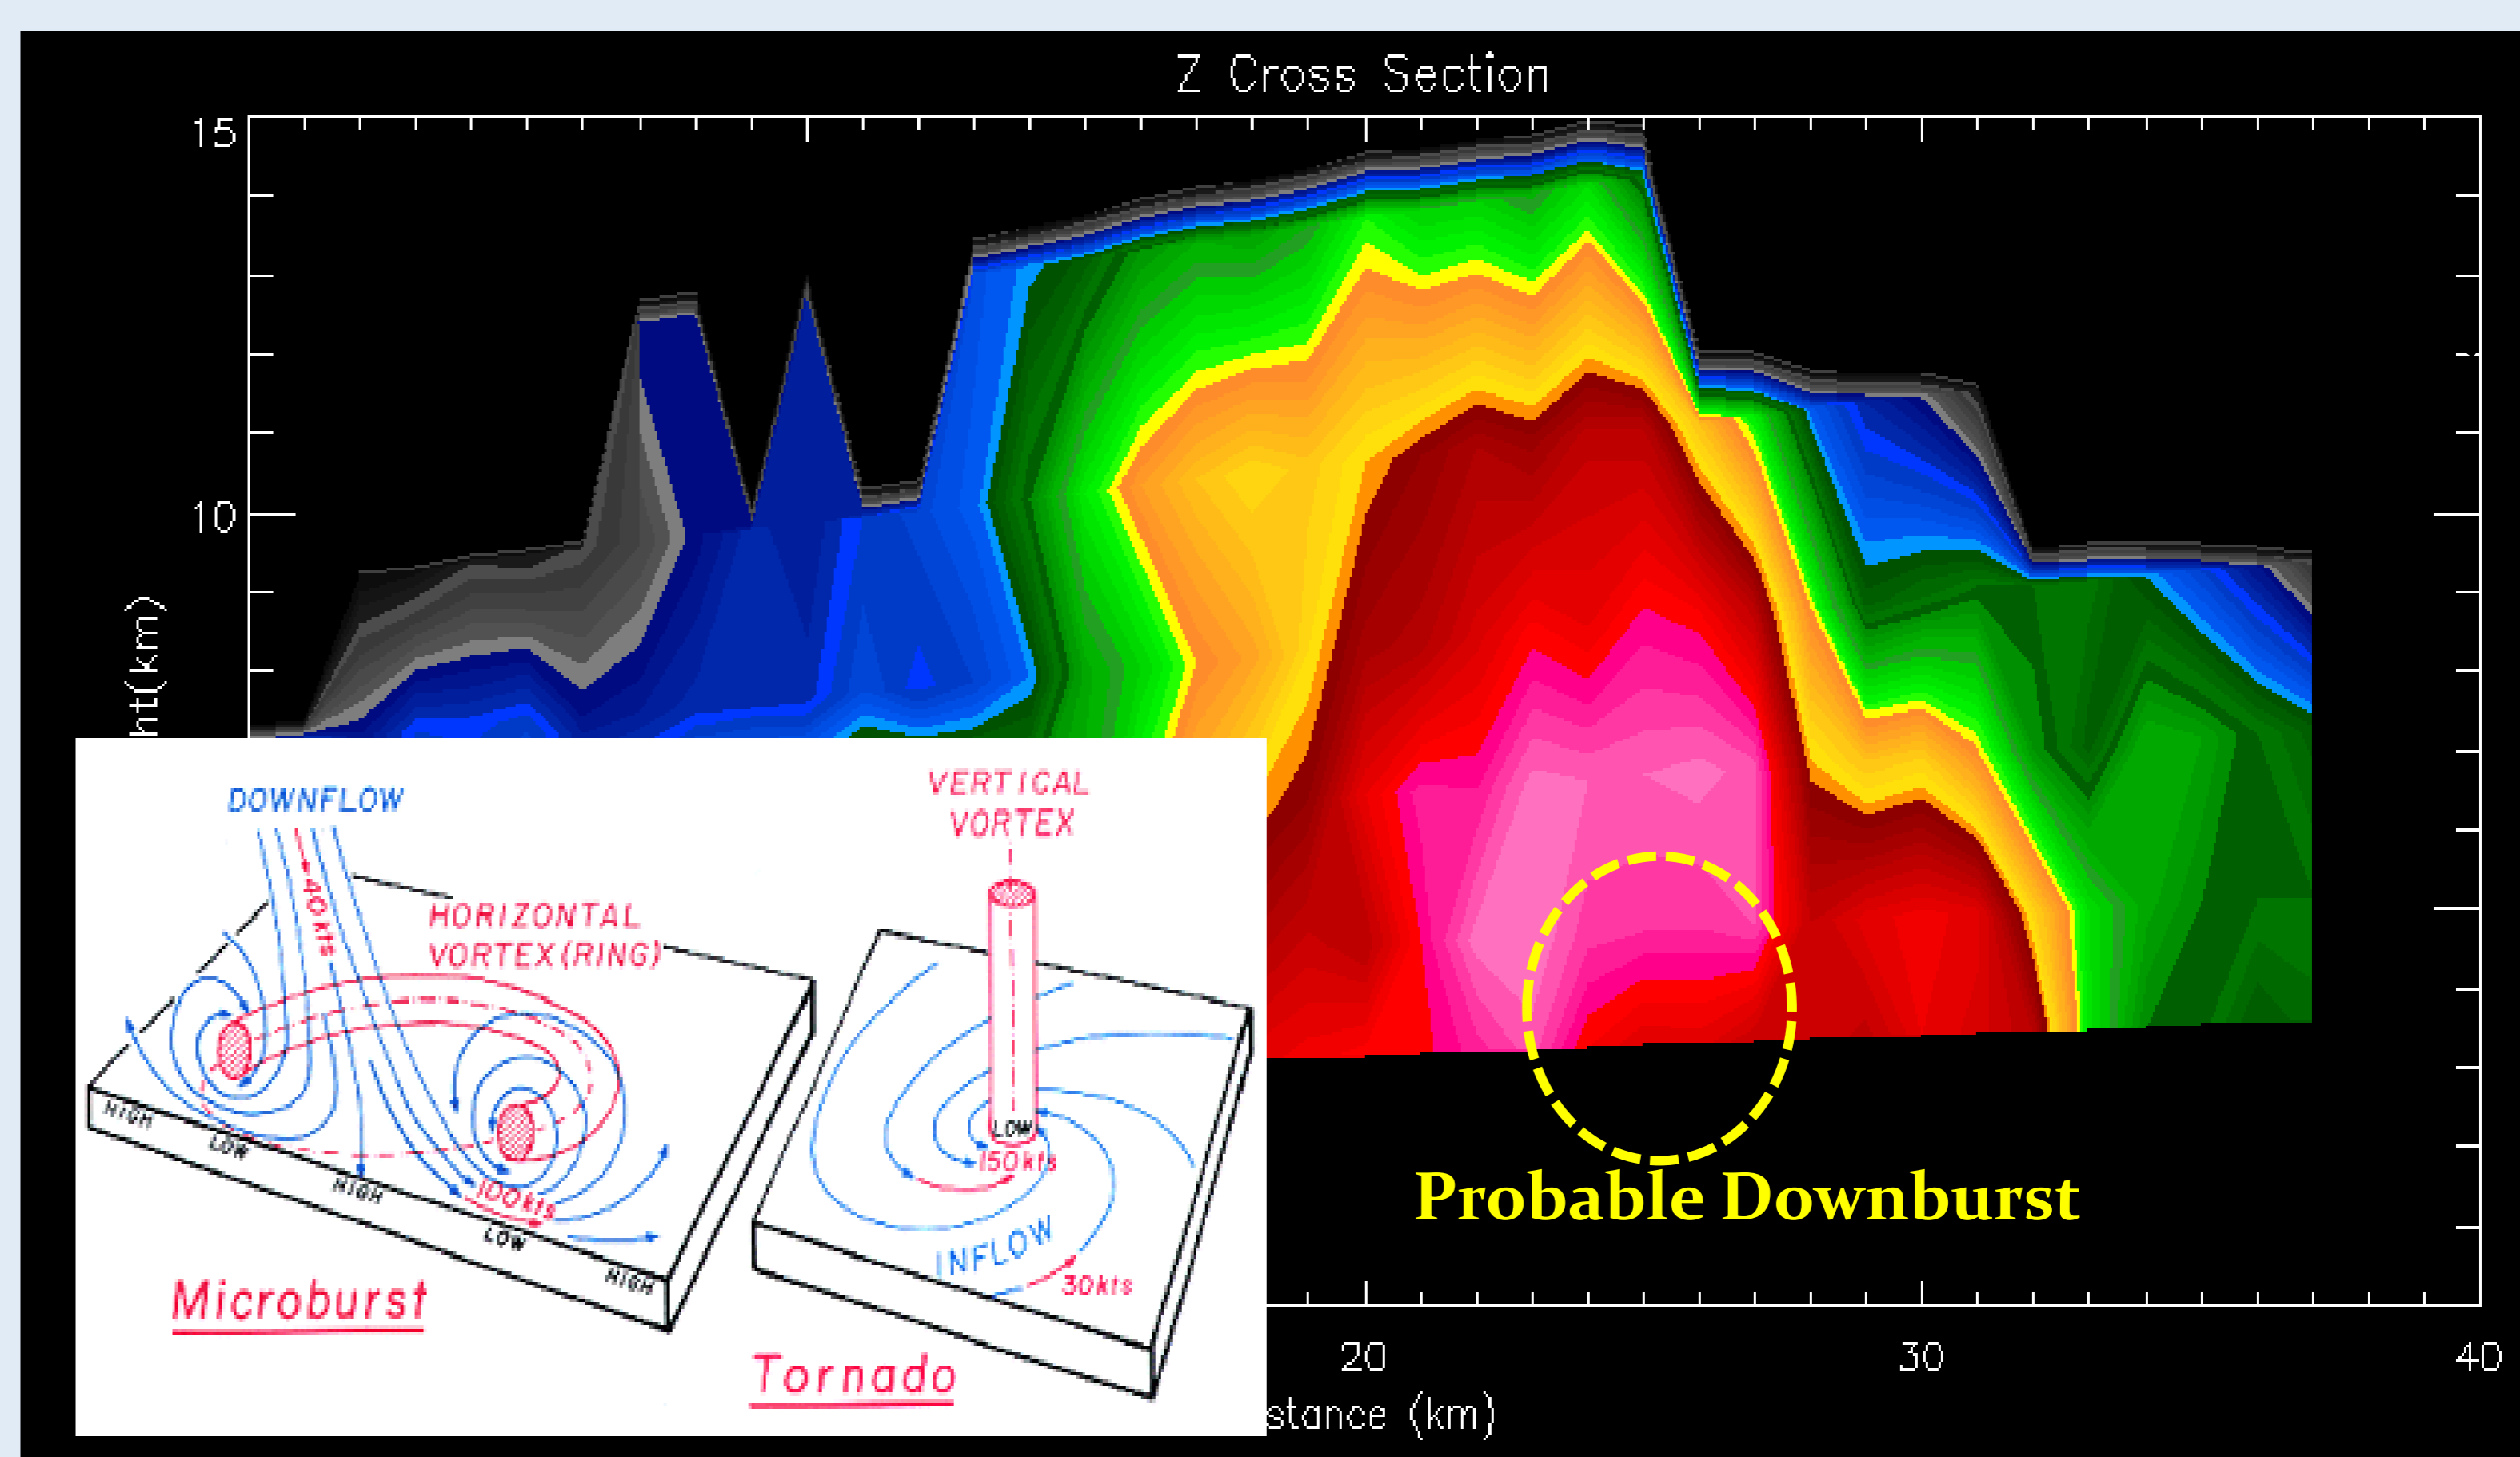 Z Cross Section
15
10
ht(km)
DOWNFLOW
40kts
HORIZONTAL
VORTEX(RING)
HIGH
LOW
HIGH
100kts
LOW
HIGH
Microburst
VERTICAL
VORTEX
LOW
150kts
INFLOW
30kts
Tornado
Probable Downburst
20
30
40
stance (km)